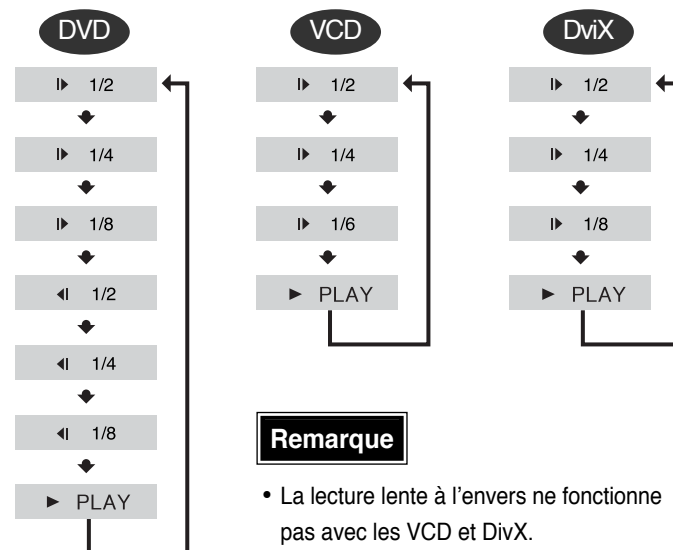 DVD
I▶ 1/2
I▶ 1/4
I▶ 1/8
◀I 1/2
◀I 1/4
◀I 1/8
► PLAY
VCD
I▶ 1/2
I▶ 1/4
I▶ 1/6
► PLAY
DviX
I▶ 1/2
I▶ 1/4
I▶ 1/8
► PLAY
Remarque
• La lecture lente à l’envers ne fonctionne
pas avec les VCD et DivX.